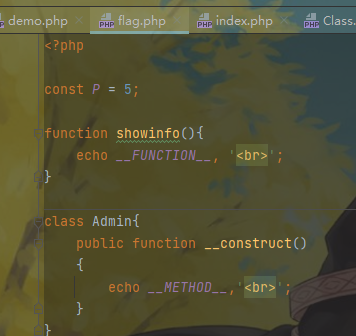 demo.php flag.php index.php Class.
<?php
const P = 5;
function showinfo(){
echo __FUNCTION__, '<br>';
}
class Admin{
public function __construct()
{
echo __METHOD__,'<br>';
}
}